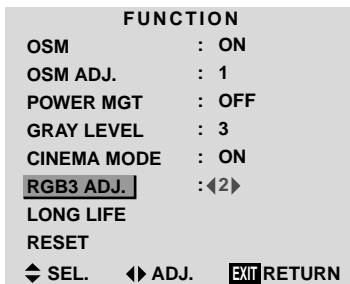 FUNCTION
OSM : ON
OSM ADJ. : 1
POWER MGT : OFF
GRAY LEVEL : 3
CINEMA MODE : ON
RGB3 ADJ. : 2
LONG LIFE
RESET
SEL. ADJ. EXIT RETURN